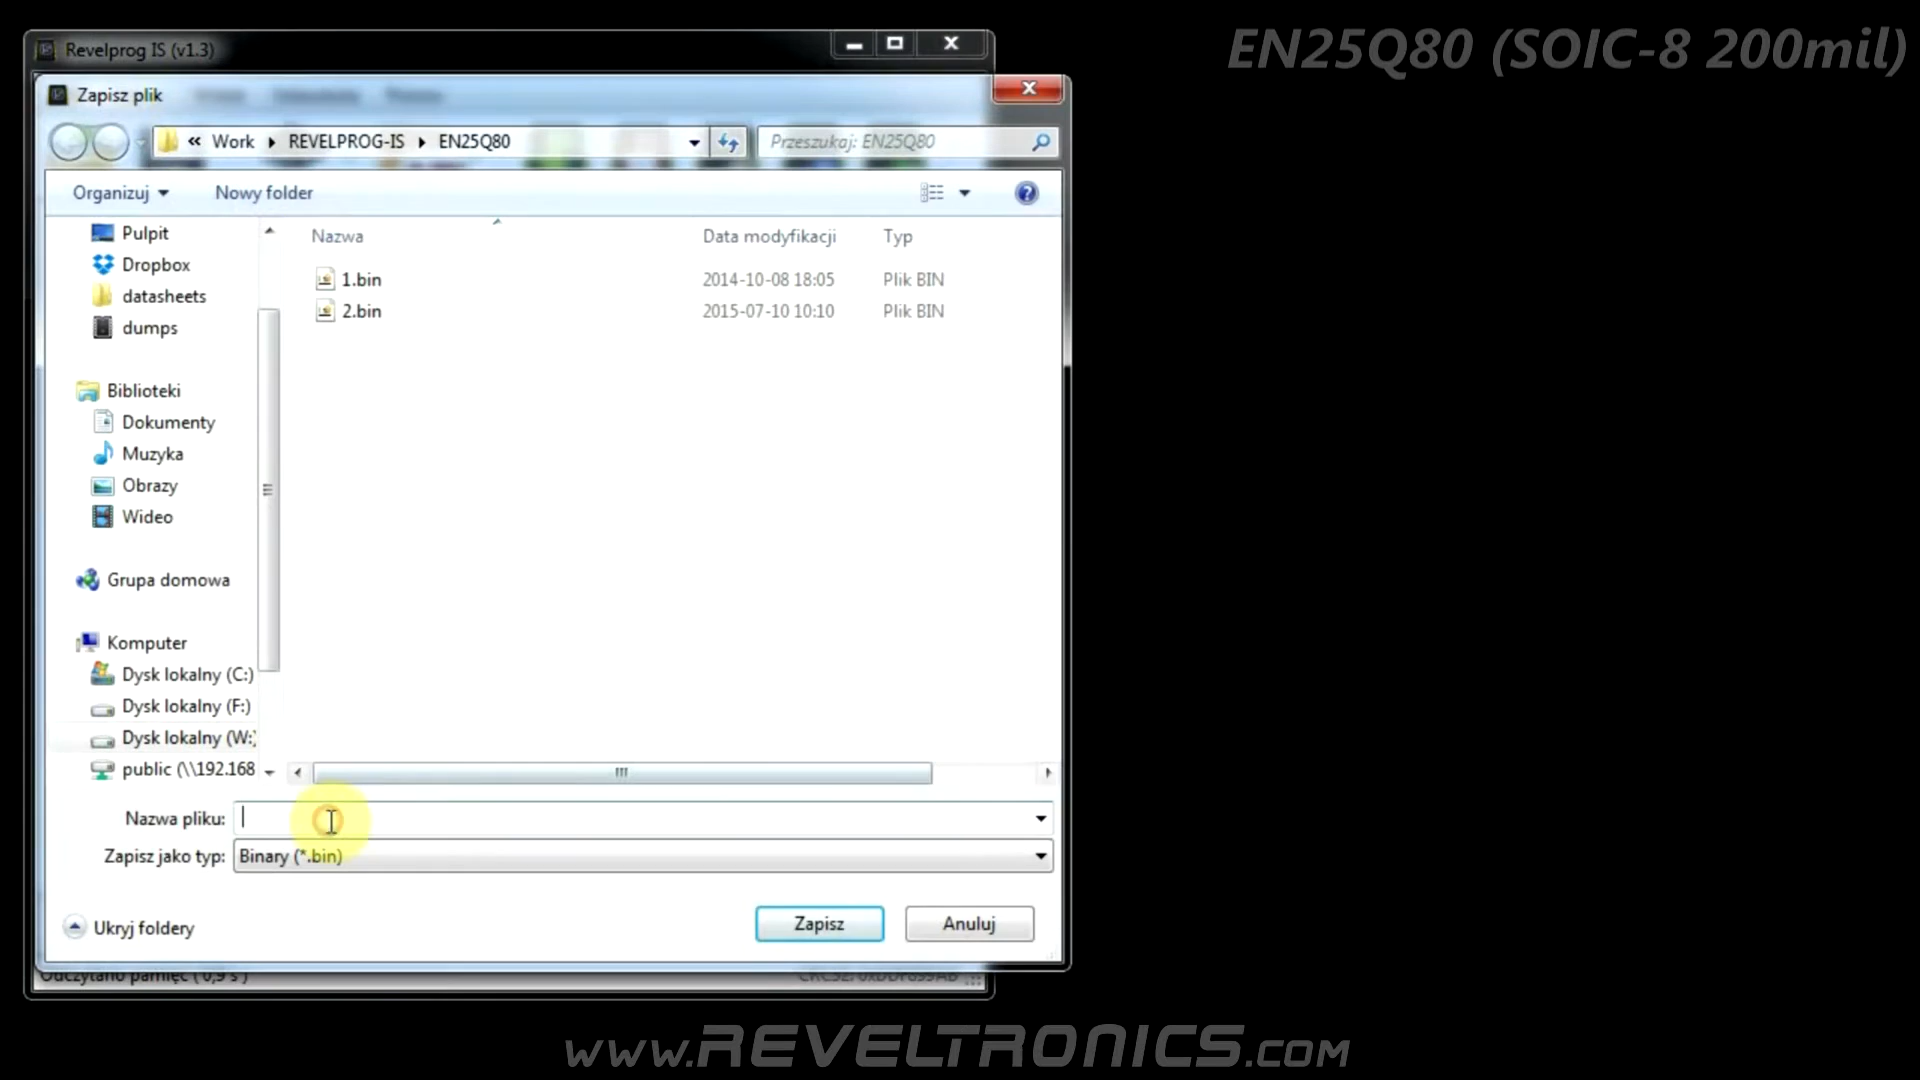 EN25Q80 (SOIC-8 200mil)
Revelprog IS (v1.3)
Zapisz plik
« Work ▸ REVELPROG-IS ▸ EN25Q80
Przeszukaj: EN25Q80
Organizuj
Nowy folder
Pulpit
Dropbox
datasheets
dumps
Biblioteki
Dokumenty
Muzyka
Obrazy
Wideo
Grupa domowa
Komputer
Dysk lokalny (C:)
Dysk lokalny (F:)
Dysk lokalny (W:)
public (\\192.168
Nazwa Data modyfikacji Typ
1.bin 2014-10-08 18:05 Plik BIN
2.bin 2015-07-10 10:10 Plik BIN
Nazwa pliku:
Zapisz jako typ: Binary (*.bin)
Ukryj foldery
Zapisz
Anuluj
Odczytano pamięć ( 0,9 s )
www.REVELTRONICS.com